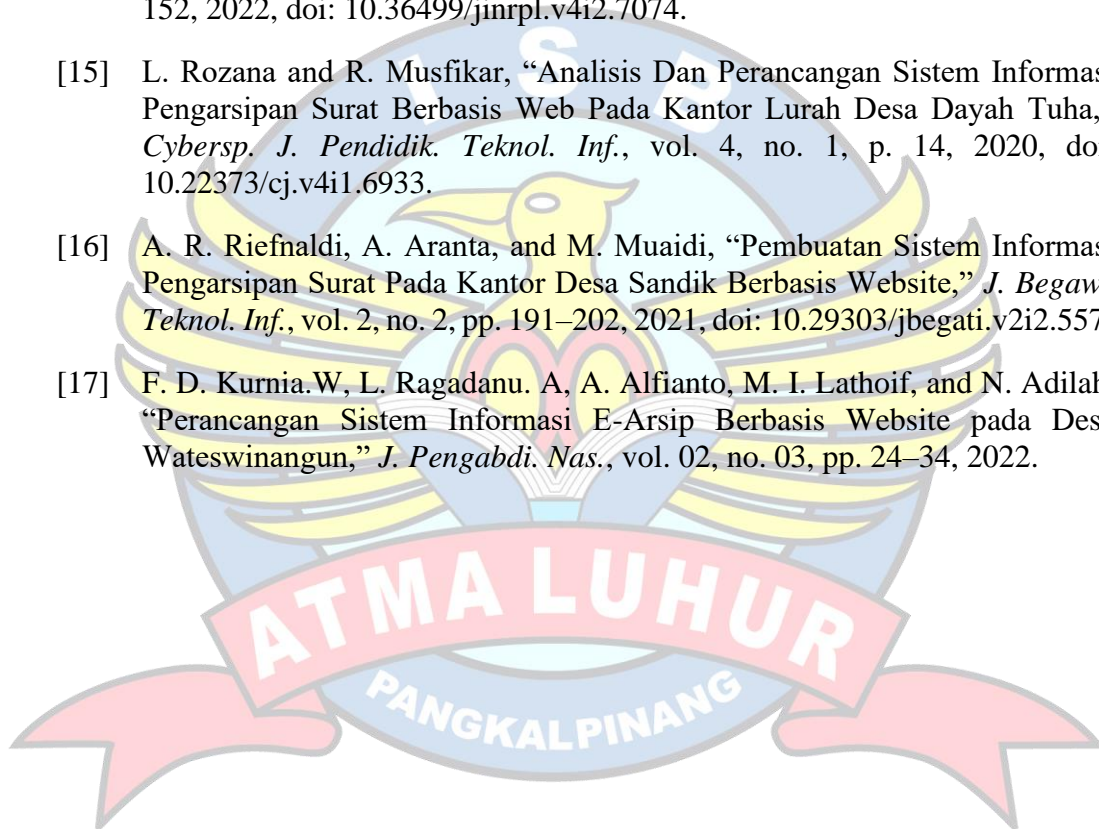 152, 2022, doi: 10.36499/jinrpl.v4i2.7074.
[15] L. Rozana and R. Musfikar, “Analisis Dan Perancangan Sistem Informas
Pengarsipan Surat Berbasis Web Pada Kantor Lurah Desa Dayah Tuha,
Cybersp. J. Pendidik. Teknol. Inf., vol. 4, no. 1, p. 14, 2020, do
10.22373/cj.v4i1.6933.
[16] A. R. Riefnaldi, A. Aranta, and M. Muaidi, “Pembuatan Sistem Informas
Pengarsipan Surat Pada Kantor Desa Sandik Berbasis Website,” J. Begaw
Teknol. Inf., vol. 2, no. 2, pp. 191–202, 2021, doi: 10.29303/jbegati.v2i2.557
[17] F. D. Kurnia.W, L. Ragadanu. A, A. Alfianto, M. I. Lathoif, and N. Adilah
“Perancangan Sistem Informasi E-Arsip Berbasis Website pada Des
Wateswinangun,” J. Pengabdi. Nas., vol. 02, no. 03, pp. 24–34, 2022.
I S B
ATMA LUHUR
PANGKALPINANG